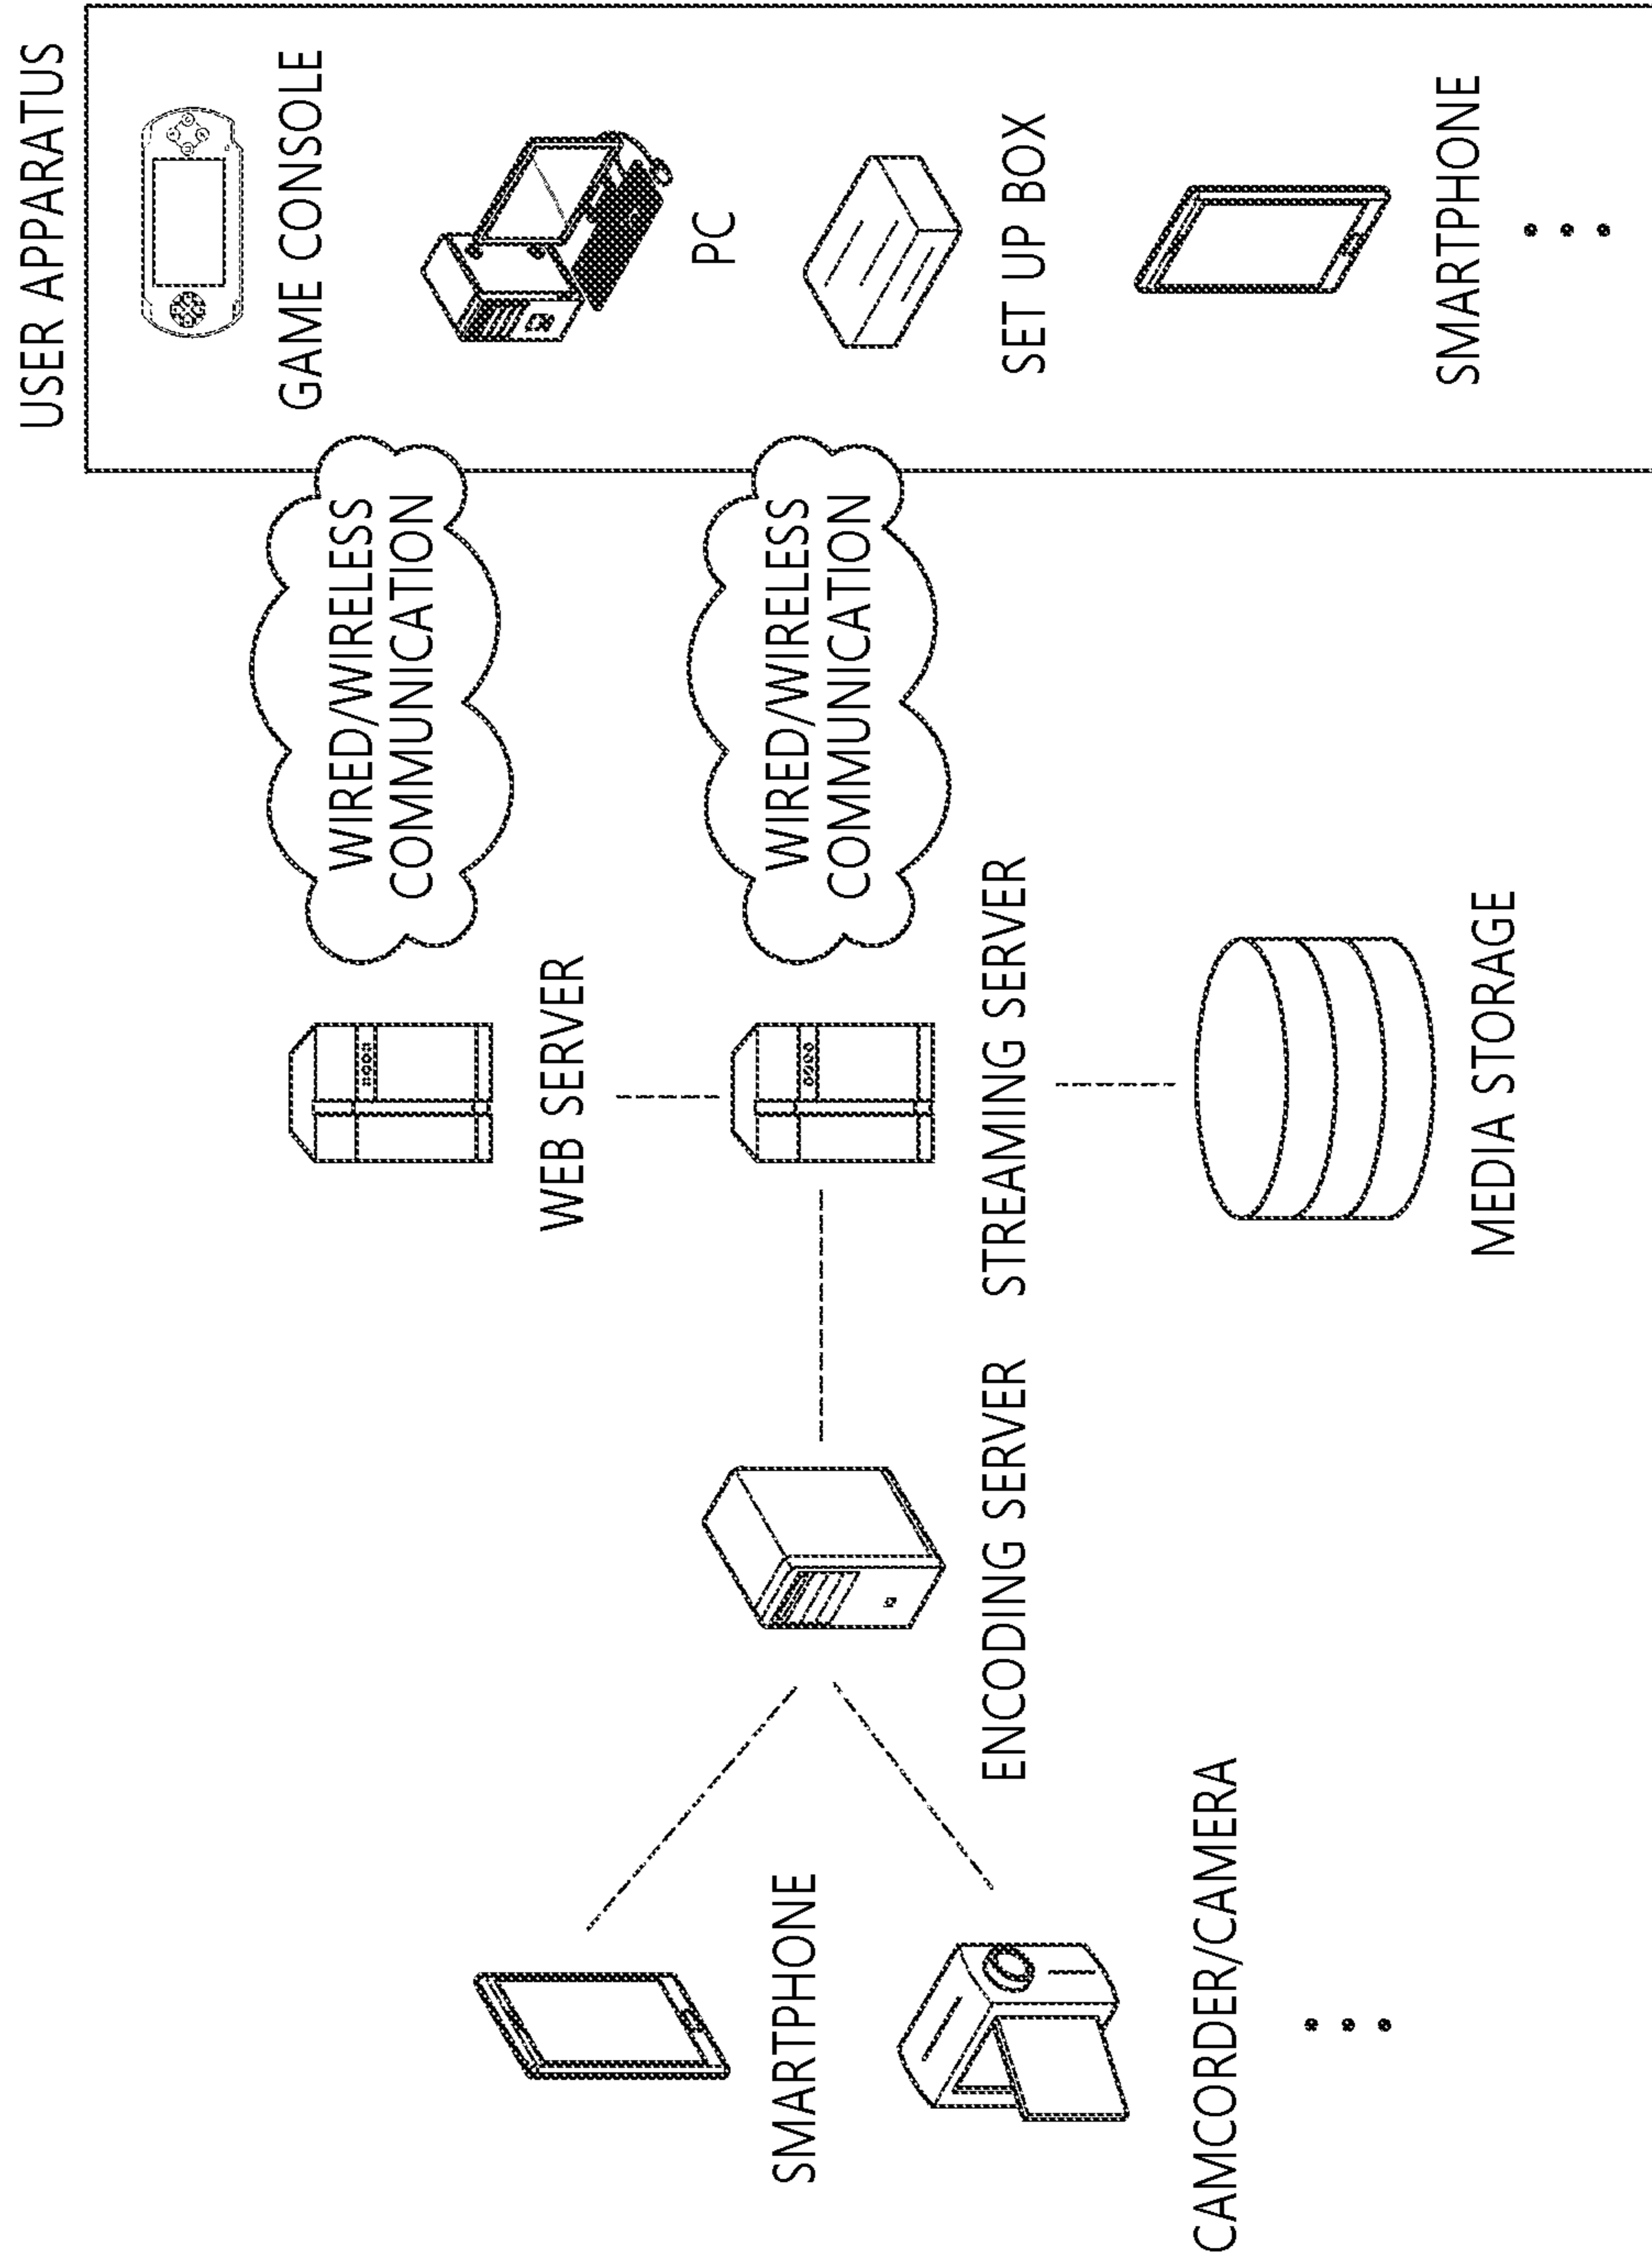 USER APPARATUS
SMARTPHONE
CAMCORDER/CAMERA
ENCODING SERVER
WEB SERVER
STREAMING SERVER
MEDIA STORAGE
WIRED/WIRELESS
COMMUNICATION
WIRED/WIRELESS
COMMUNICATION
GAME CONSOLE
PC
SET UP BOX
SMARTPHONE